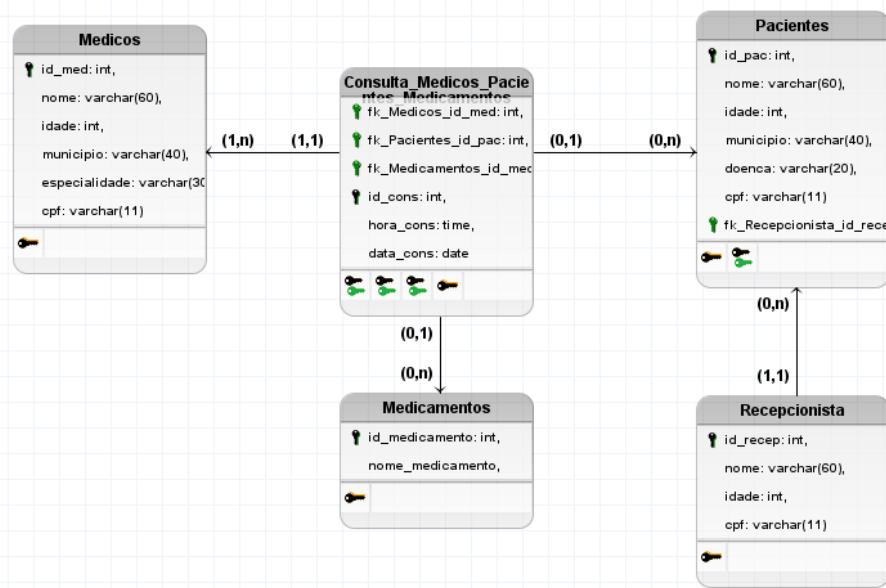 Medicos
id_med: int,
nome: varchar(60),
idade: int,
municipio: varchar(40),
especialidade: varchar(30
cpf: varchar(11)
(1,n)
(1,1)
Consulta_Medicos_Pacie
ntes_Medicamentos
fk_Medicos_id_med: int,
fk_Pacientes_id_pac: int,
fk_Medicamentos_id_med
id_cons: int,
hora_cons: time,
data_cons: date
(0,1)
(0,n)
Pacientes
id_pac: int,
nome: varchar(60),
idade: int,
municipio: varchar(40),
doenca: varchar(20),
cpf: varchar(11)
fk_Recepcionista_id_rece
(0,1)
(0,n)
Medicamentos
id_medicamento: int,
nome_medicamento,
(0,n)
(1,1)
Recepcionista
id_recep: int,
nome: varchar(60),
idade: int,
cpf: varchar(11)